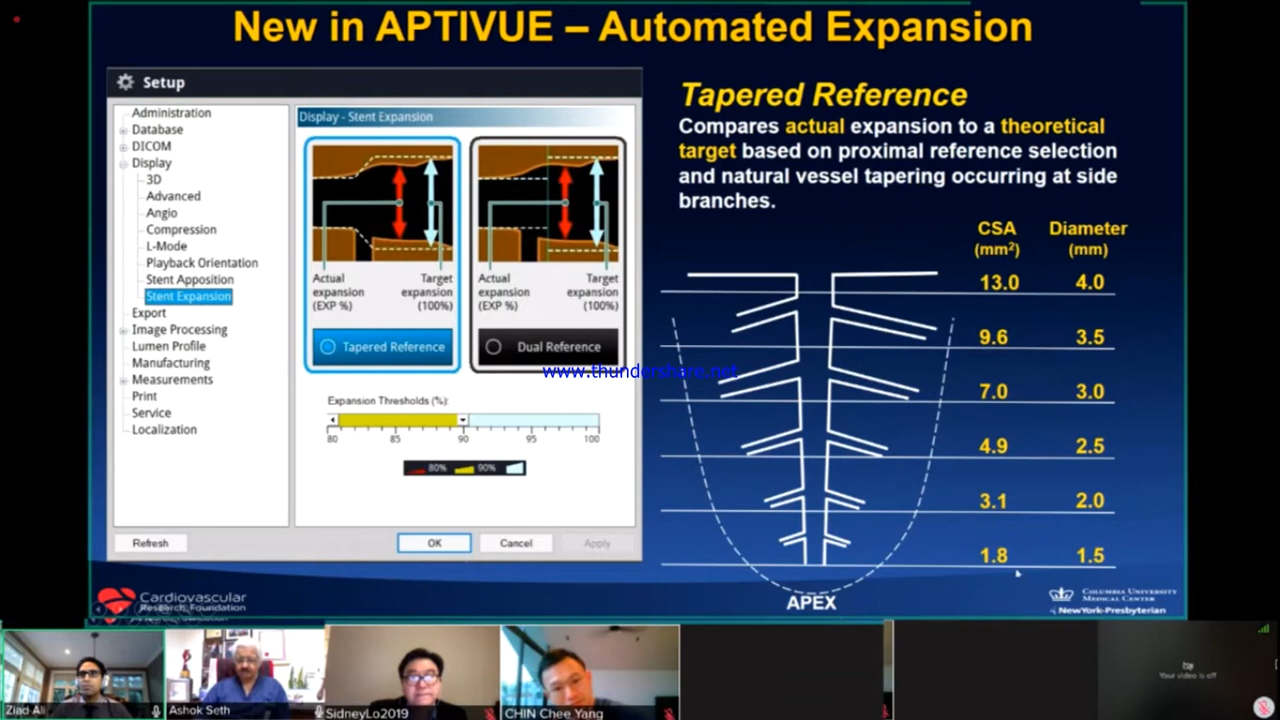 New in APTIVUE – Automated Expansion
Setup
Administration
Database
DICOM
Display
3D
Advanced
Angio
Compression
L-Mode
Playback Orientation
Stent Apposition
Stent Expansion
Export
Image Processing
Lumen Profile
Manufacturing
Measurements
Print
Service
Localization
Display - Stent Expansion
Actual
expansion
(EXP %)
Target
expansion
(100%)
Tapered Reference
Actual
expansion
(EXP %)
Target
expansion
(100%)
Dual Reference
www.thundershare.net
Expansion Thresholds (%):
80 85 90 95 100
80% 90%
Refresh
OK
Cancel
Apply
Tapered Reference
Compares actual expansion to a theoretical
target based on proximal reference selection
and natural vessel tapering occurring at side
branches.
CSA Diameter
(mm²) (mm)
13.0 4.0
9.6 3.5
7.0 3.0
4.9 2.5
3.1 2.0
1.8 1.5
APEX
Cardiovascular
Research Foundation
COLUMBIA UNIVERSITY
MEDICAL CENTER
NewYork-Presbyterian
Ziad Ali
Ashok Seth
SidneyLo2019
CHIN Chee Yang
Your video is off